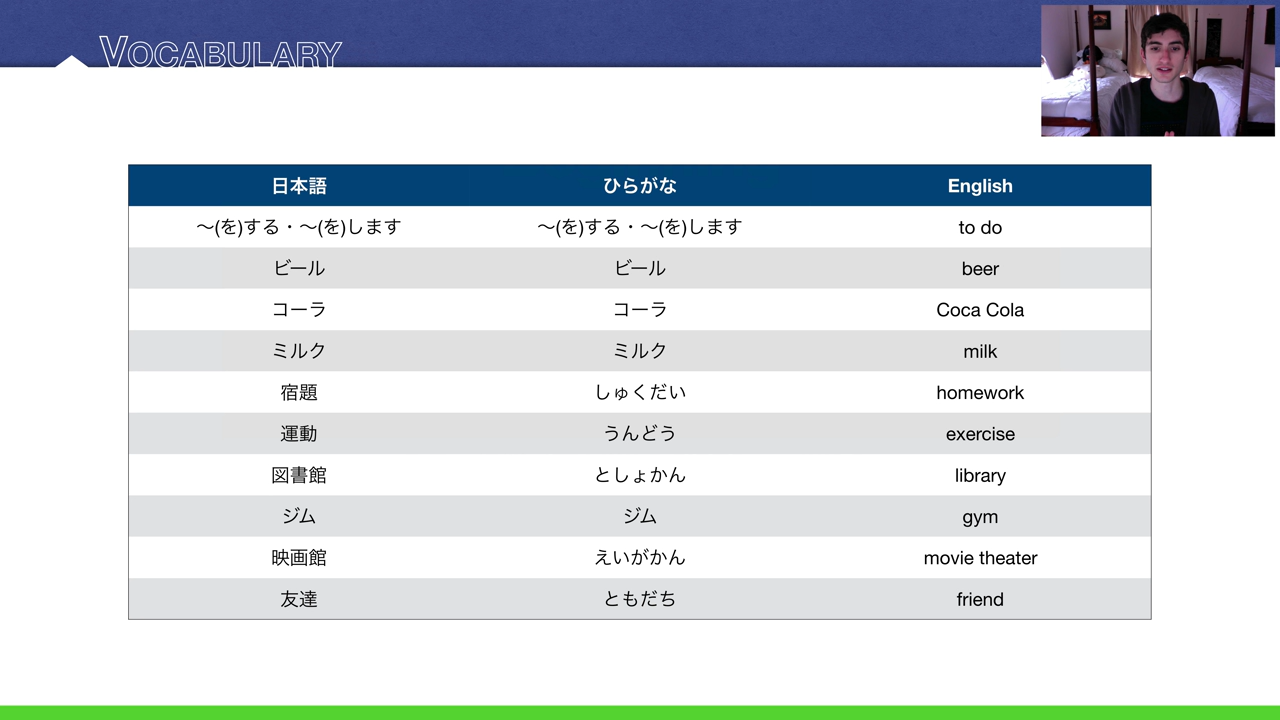 VOCABULARY
日本語 ひらがな English
〜(を)する・〜(を)します 〜(を)する・〜(を)します to do
ビール ビール beer
コーラ コーラ Coca Cola
ミルク ミルク milk
宿題 しゅくだい homework
運動 うんどう exercise
図書館 としょかん library
ジム ジム gym
映画館 えいがかん movie theater
友達 ともだち friend